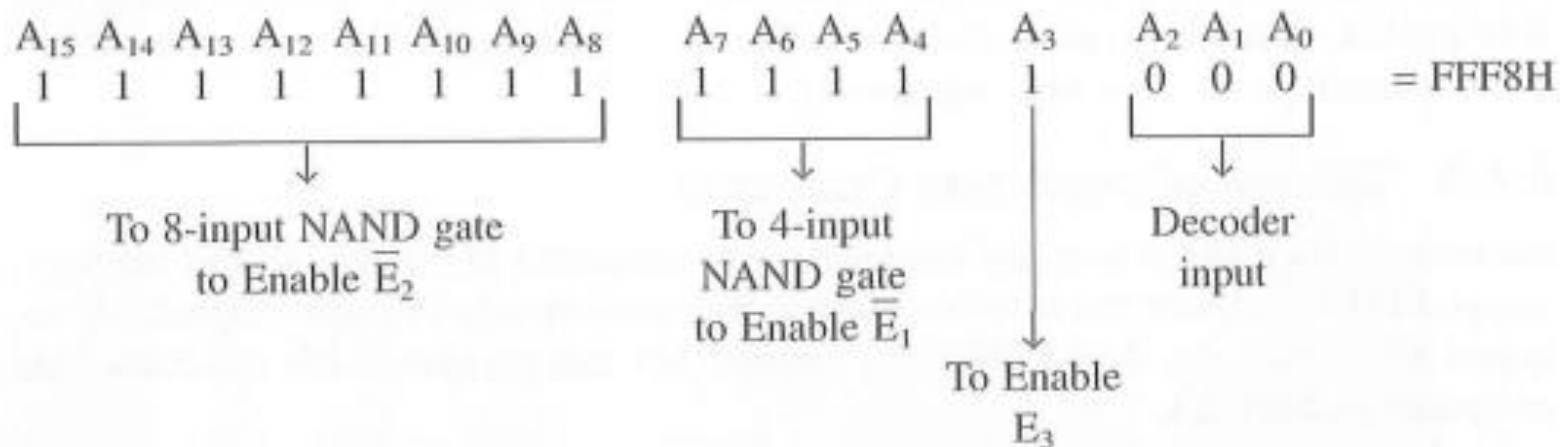 A₁₅ A₁₄ A₁₃ A₁₂ A₁₁ A₁₀ A₉ A₈ A₇ A₆ A₅ A₄ A₃ A₂ A₁ A₀
1 1 1 1 1 1 1 1 1 1 1 1 1 0 0 0 = FFF8H
To 8-input NAND gate
to Enable E̅₂
To 4-input
NAND gate
to Enable E̅₁
Decoder
input
To Enable
E₃